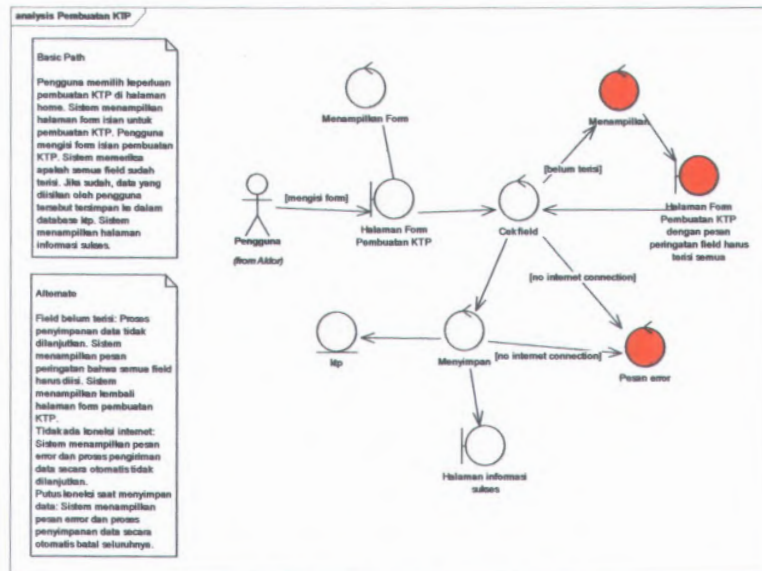 analysis Pembuatan KTP
Basic Path
Pengguna memilih keperluan
pembuatan KTP di halaman
home. Sistem menampilkan
halaman form isian untuk
pembuatan KTP. Pengguna
mengisi form isian pembuatan
KTP. Sistem memeriksa
apakah semua field sudah
terisi. Jika sudah, data yang
diisikan oleh pengguna
tersebut tersimpan ke dalam
database ktp. Sistem
menampilkan halaman
informasi sukses.
Alternate
Field belum terisi: Proses
penyimpanan data tidak
dilanjutkan. Sistem
menampilkan pesan
peringatan bahwa semua field
harus diisi. Sistem
menampilkan kembali
halaman form pembuatan
KTP.
Tidak ada koneksi internet:
Sistem menampilkan pesan
error dan proses pengiriman
data secara otomatis tidak
dilanjutkan.
Putus koneksi saat menyimpan
data: Sistem menampilkan
pesan error dan proses
penyimpanan data secara
otomatis batal seluruhnya.
Menampilkan Form
Menampilkan
[belum terisi]
[mengisi form]
Pengguna
(from Aktor)
Halaman Form
Pembuatan KTP
Cekfield
Halaman Form
Pembuatan KTP
dengan pesan
peringatan field harus
terisi semua
[no internet connection]
ktp
Menyimpan
[no internet connection]
Pesan error
Halaman informasi
sukses